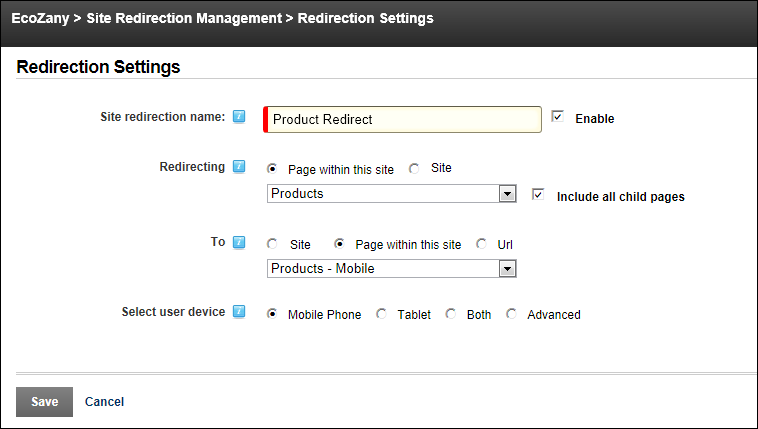 EcoZany > Site Redirection Management > Redirection Settings
Redirection Settings
Site redirection name: Product Redirect Enable
Redirecting Page within this site Site
Products Include all child pages
To Site Page within this site Url
Products - Mobile
Select user device Mobile Phone Tablet Both Advanced
Save Cancel